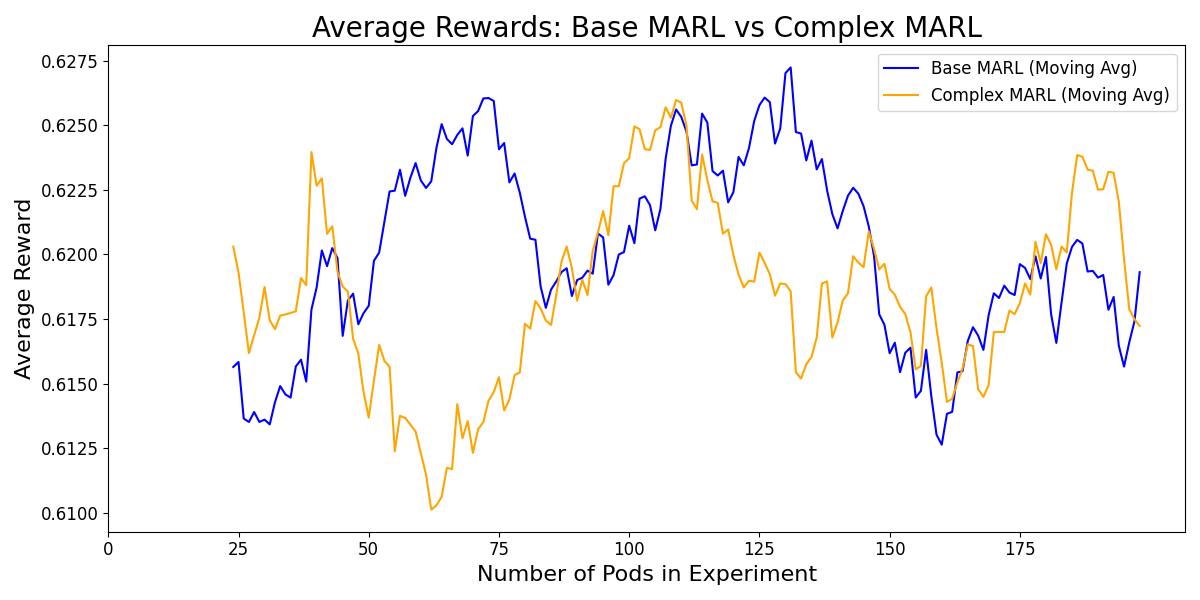 Average Rewards: Base MARL vs Complex MARL
Base MARL (Moving Avg)
Complex MARL (Moving Avg)
Average Reward
0.6275
0.6250
0.6225
0.6200
0.6175
0.6150
0.6125
0.6100
0 25 50 75 100 125 150 175
Number of Pods in Experiment